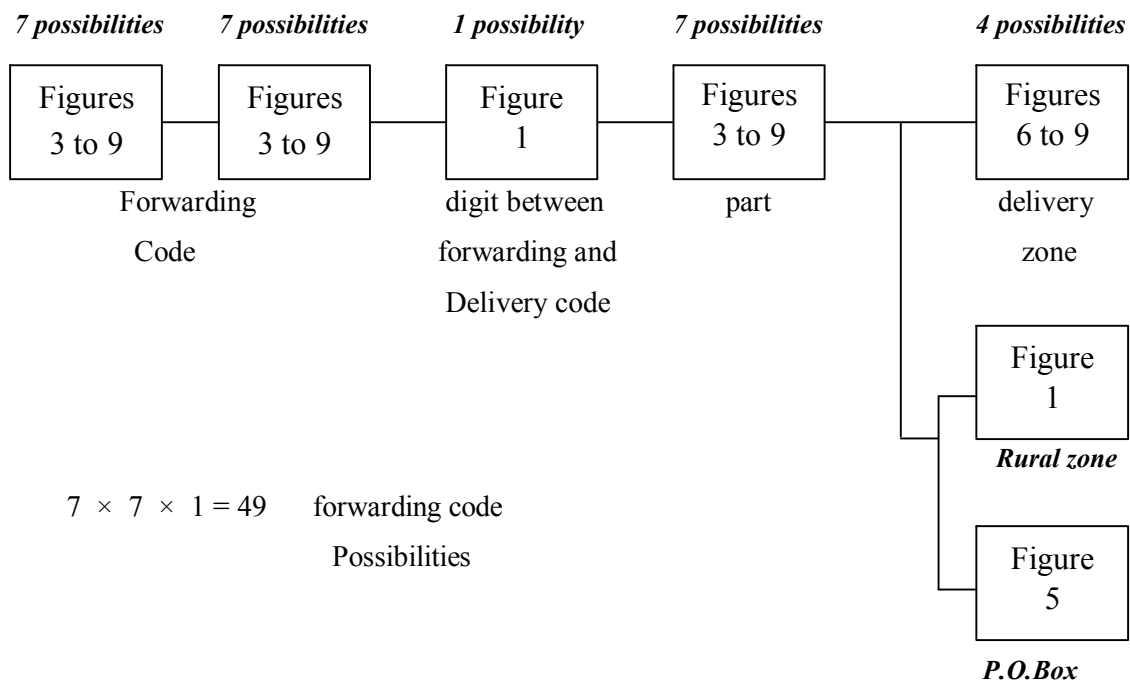 7 possibilities 7 possibilities 1 possibility 7 possibilities 4 possibilities
Figures Figures Figure Figures Figures
3 to 9 3 to 9 1 3 to 9 6 to 9
Forwarding digit between part delivery
Code forwarding and zone
Delivery code
Figure
1
Rural zone
7 × 7 × 1 = 49 forwarding code
Possibilities
Figure
5
P.O.Box